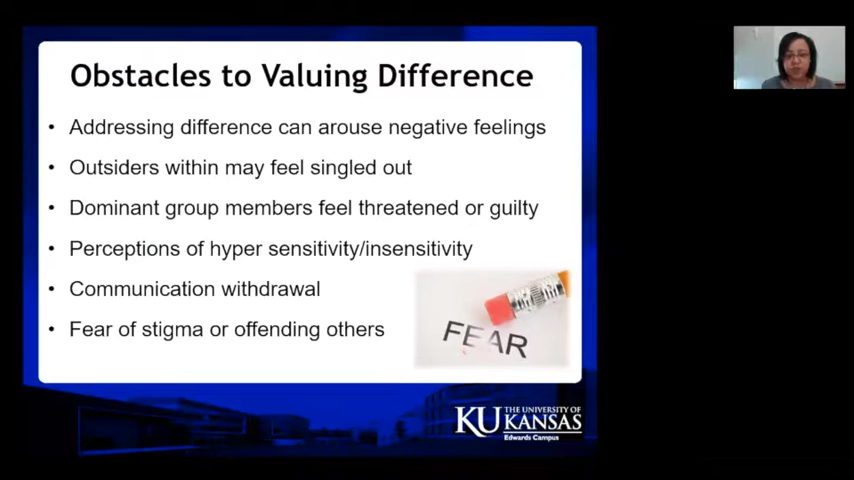 Obstacles to Valuing Difference
• Addressing difference can arouse negative feelings
• Outsiders within may feel singled out
• Dominant group members feel threatened or guilty
• Perceptions of hyper sensitivity/insensitivity
• Communication withdrawal
• Fear of stigma or offending others
FEAR
KU THE UNIVERSITY OF
KANSAS
Edwards Campus